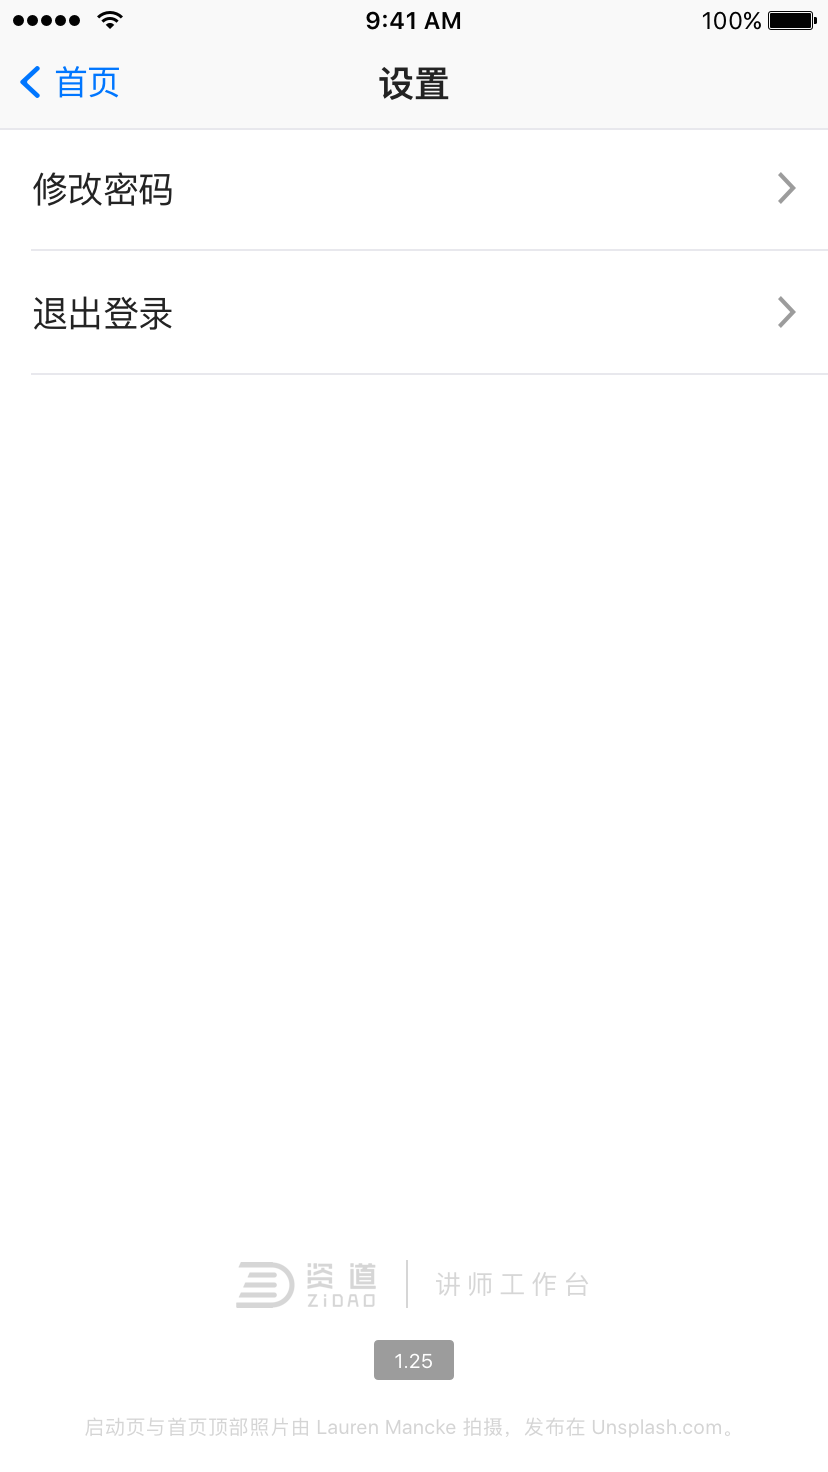 9:41 AM 100%
首页 设置
修改密码
退出登录
资道 讲师工作台
ZiDAO
1.25
启动页与首页顶部照片由 Lauren Mancke 拍摄，发布在 Unsplash.com。